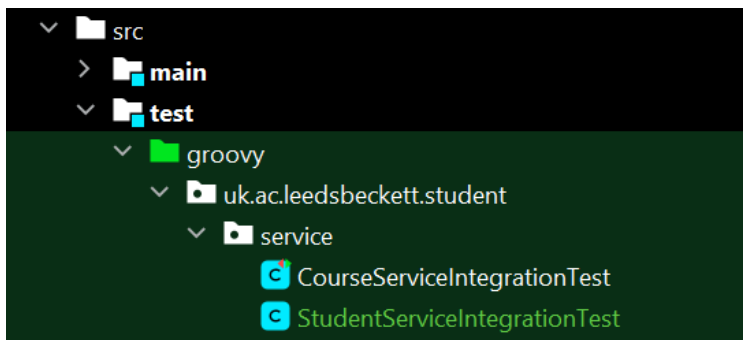 src
main
test
groovy
uk.ac.leedsbeckett.student
service
C CourseServiceIntegrationTest
C StudentServiceIntegrationTest